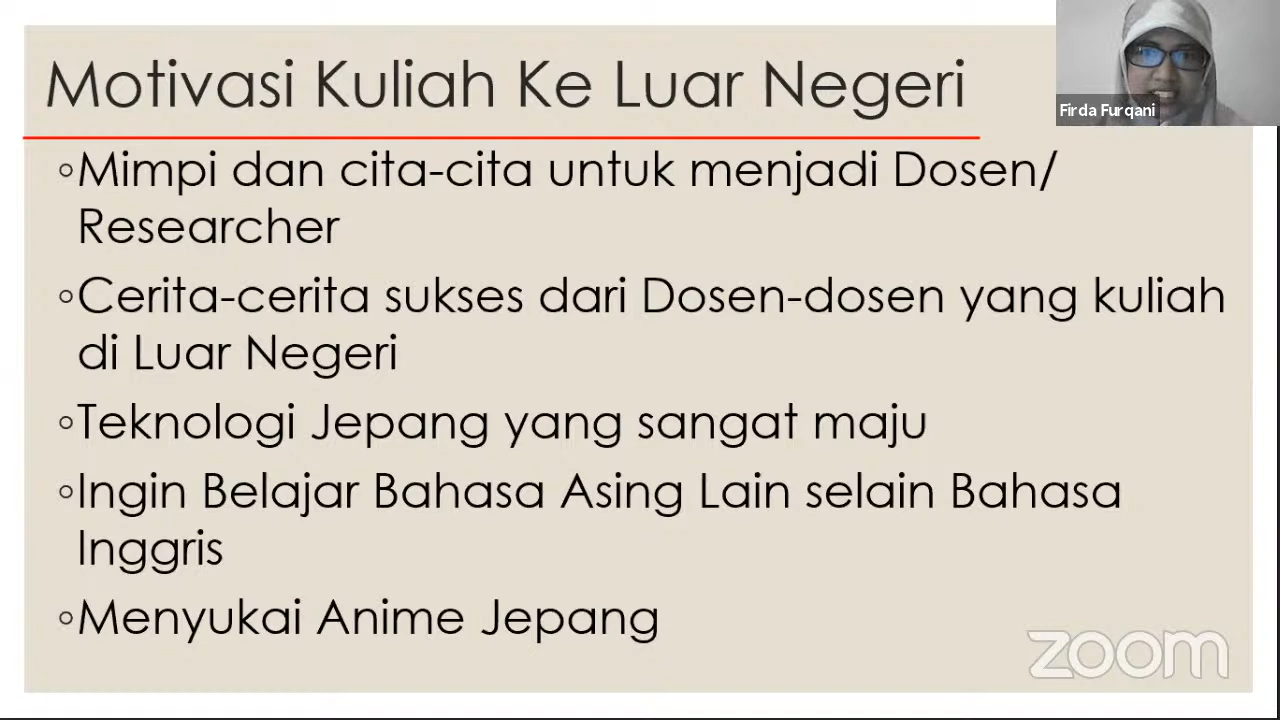 Motivasi Kuliah Ke Luar Negeri
Firda Furqani
◦Mimpi dan cita-cita untuk menjadi Dosen/
Researcher
◦Cerita-cerita sukses dari Dosen-dosen yang kuliah
di Luar Negeri
◦Teknologi Jepang yang sangat maju
◦Ingin Belajar Bahasa Asing Lain selain Bahasa
Inggris
◦Menyukai Anime Jepang
zoom